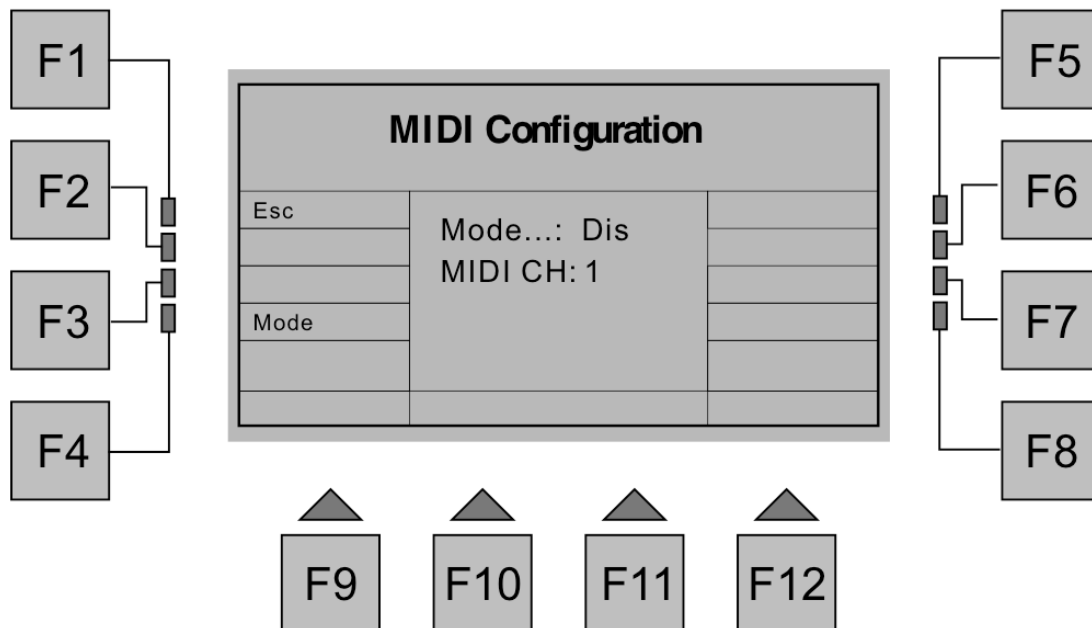 F1
F2
F3
F4
MIDI Configuration
Esc
Mode
Mode...: Dis
MIDI CH: 1
F5
F6
F7
F8
F9
F10
F11
F12